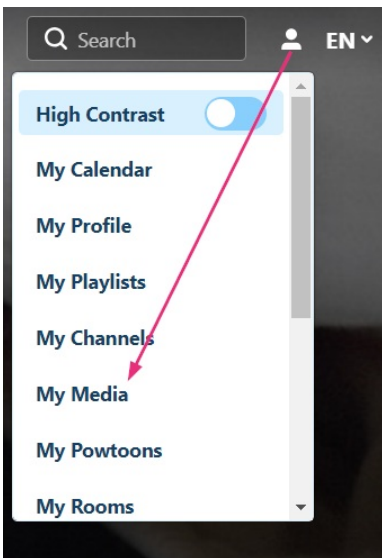 Search
EN
High Contrast
My Calendar
My Profile
My Playlists
My Channels
My Media
My Powtoons
My Rooms